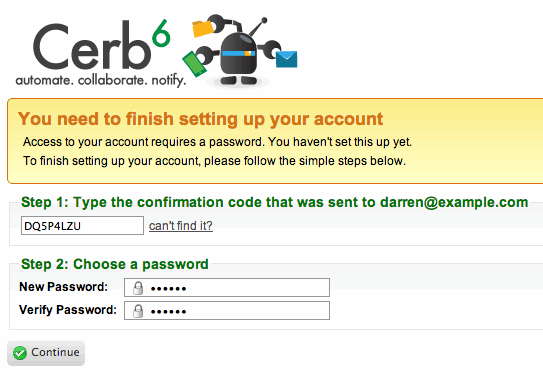 Cerb6
automate. collaborate. notify.
You need to finish setting up your account
Access to your account requires a password. You haven't set this up yet.
To finish setting up your account, please follow the simple steps below.
Step 1: Type the confirmation code that was sent to darren@example.com
DQ5P4LZU can't find it?
Step 2: Choose a password
New Password: ••••••
Verify Password: ••••••
Continue